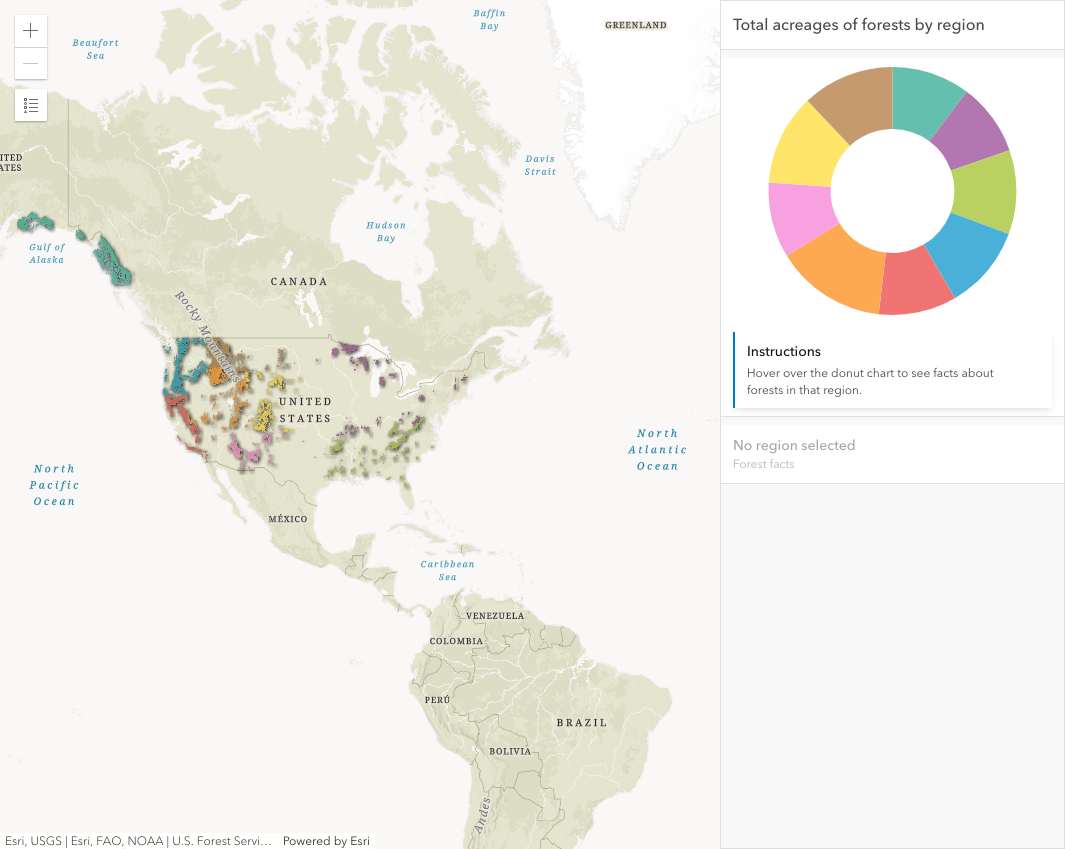 Baffin
Bay
GREENLAND
Beaufort
Sea
ITED
ATES
Davis
Strait
Hudson
Bay
Gulf of
Alaska
CANADA
Rocky Mountains
UNITED
STATES
North
Atlantic
Ocean
North
Pacific
Ocean
MÉXICO
Caribbean
Sea
VENEZUELA
COLOMBIA
PERÚ
BRAZIL
BOLIVIA
Andes
Esri, USGS | Esri, FAO, NOAA | U.S. Forest Servi... Powered by Esri
Total acreages of forests by region
Instructions
Hover over the donut chart to see facts about
forests in that region.
No region selected
Forest facts